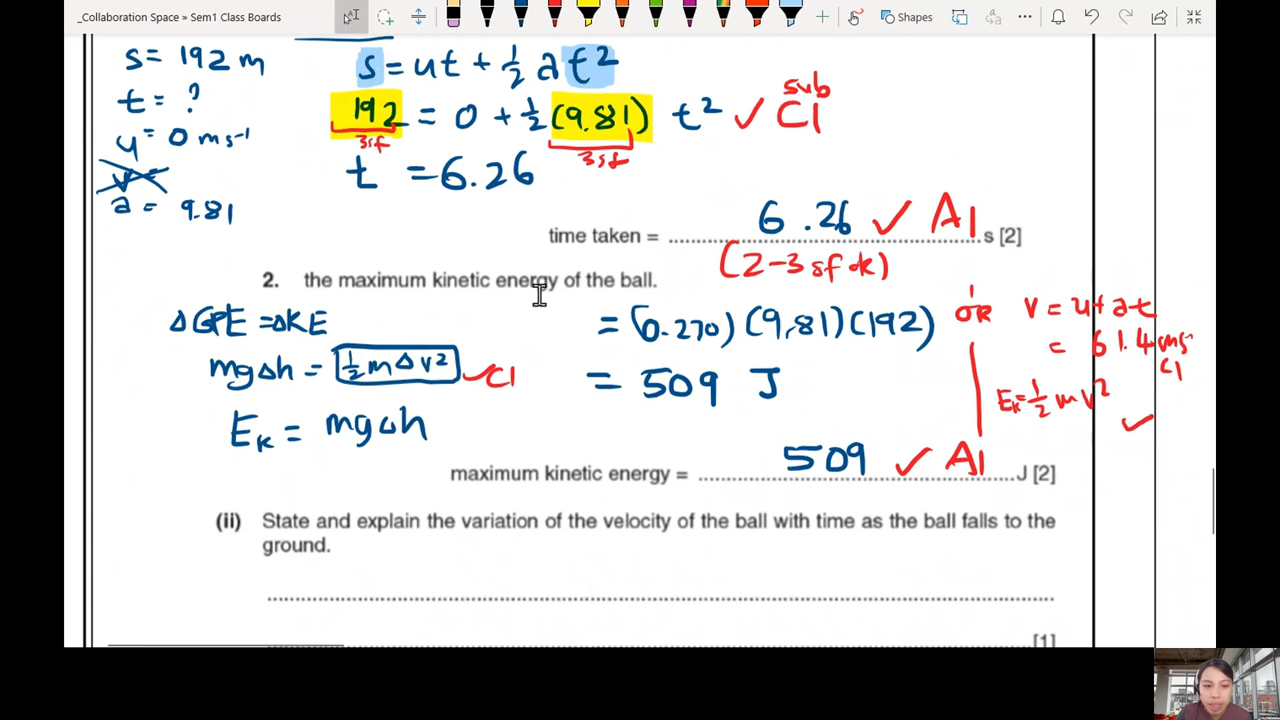 _Collaboration Space » Sem1 Class Boards
Shapes
s = 192 m
s = ut + ½ at²
t = ?
sub
192 = 0 + ½ (9.81) t² ✓ C1
u = 0 ms⁻¹
3sf
3sf
v
t = 6.26
a = 9.81
6.26 ✓ A1
time taken = ........................................ s [2]
(2-3 sf ok)
2. the maximum kinetic energy of the ball.
ΔGPE = ΔKE
= (0.270)(9.81)(192)
or v = u + at
mgΔh = ½ m Δv² ✓ C1
= 61.4 ms
C1
= 509 J
Eₖ = ½ mv²
Eₖ = mgΔh
✓
509 ✓ A1
maximum kinetic energy = ........................................ J [2]
(ii) State and explain the variation of the velocity of the ball with time as the ball falls to the
ground.
[1]